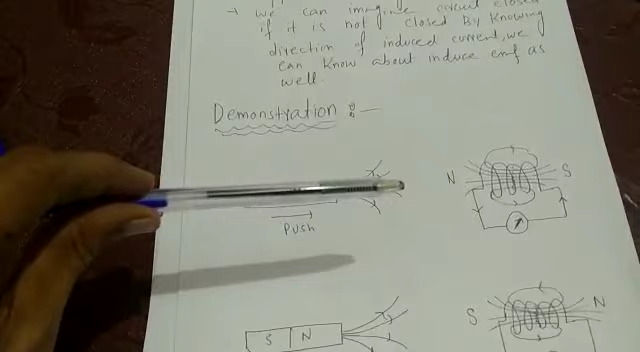 → we can imagine circuit closed
if it is not closed By knowing
direction of induced current, we
can know about induce emf as
well.
Demonstration :-
N S
PUSH
S N
S N